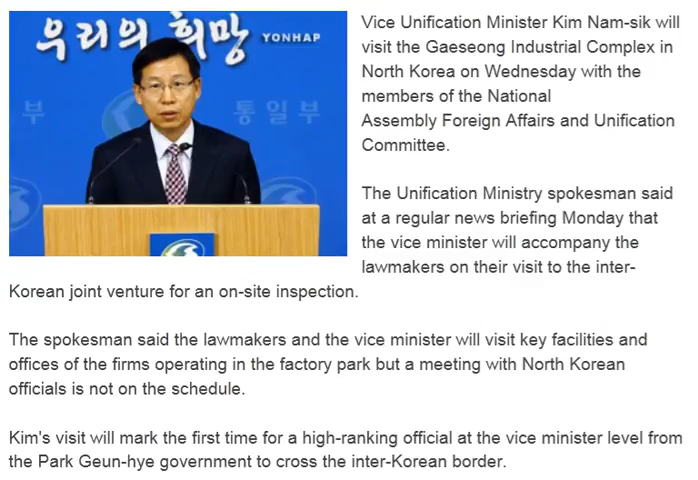 우리의 희망 YONHAP
부 통일부
Vice Unification Minister Kim Nam-sik will
visit the Gaeseong Industrial Complex in
North Korea on Wednesday with the
members of the National
Assembly Foreign Affairs and Unification
Committee.
The Unification Ministry spokesman said
at a regular news briefing Monday that
the vice minister will accompany the
lawmakers on their visit to the inter-
Korean joint venture for an on-site inspection.
The spokesman said the lawmakers and the vice minister will visit key facilities and
offices of the firms operating in the factory park but a meeting with North Korean
officials is not on the schedule.
Kim's visit will mark the first time for a high-ranking official at the vice minister level from
the Park Geun-hye government to cross the inter-Korean border.